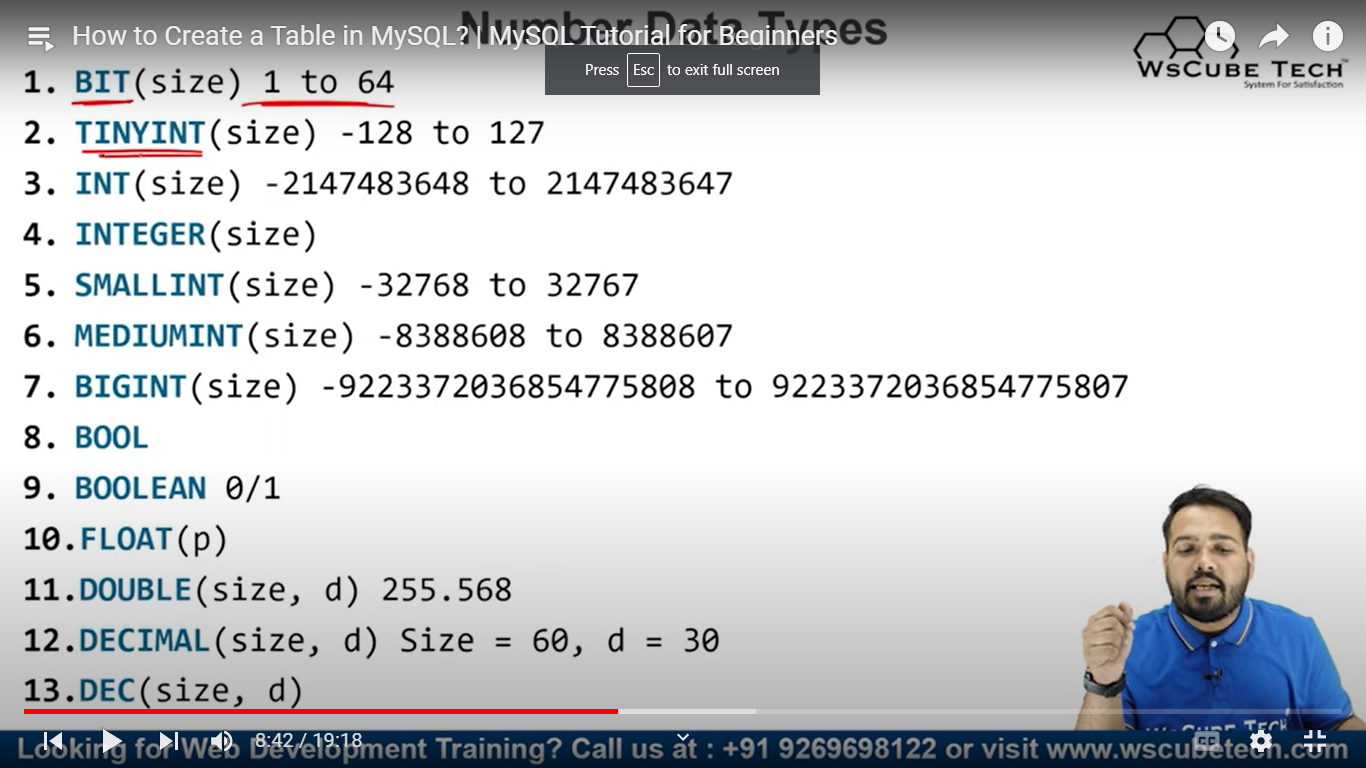 Number Data Types
How to Create a Table in MySQL? | MySQL Tutorial for Beginners
Press Esc to exit full screen
WsCube Tech
System For Satisfaction
1. BIT(size) 1 to 64
2. TINYINT(size) -128 to 127
3. INT(size) -2147483648 to 2147483647
4. INTEGER(size)
5. SMALLINT(size) -32768 to 32767
6. MEDIUMINT(size) -8388608 to 8388607
7. BIGINT(size) -9223372036854775808 to 9223372036854775807
8. BOOL
9. BOOLEAN 0/1
10.FLOAT(p)
11.DOUBLE(size, d) 255.568
12.DECIMAL(size, d) Size = 60, d = 30
13.DEC(size, d)
WsCube Tech
8:42 / 19:18
CC
Looking for Web Development Training? Call us at : +91 9269698122 or visit www.wscubetech.com